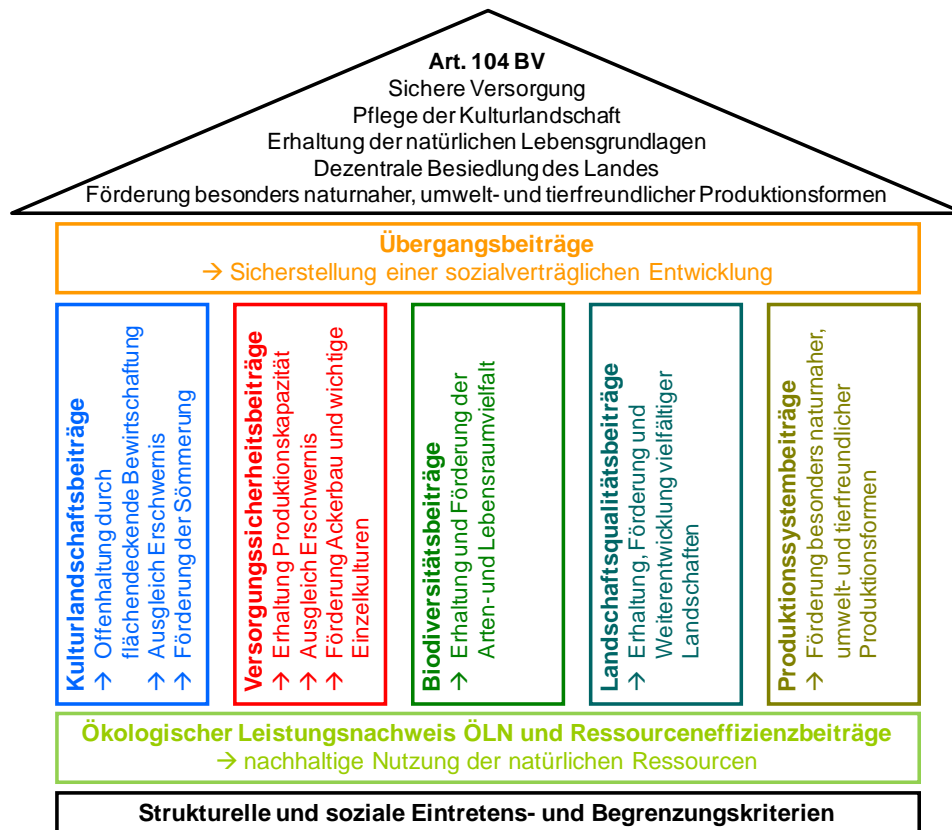 Art. 104 BV
Sichere Versorgung
Pflege der Kulturlandschaft
Erhaltung der natürlichen Lebensgrundlagen
Dezentrale Besiedlung des Landes
Förderung besonders naturnaher, umwelt- und tierfreundlicher Produktionsformen
Übergangsbeiträge
→ Sicherstellung einer sozialverträglichen Entwicklung
Kulturlandschaftsbeiträge
→ Offenhaltung durch
flächendeckende Bewirtschaftung
→ Ausgleich Erschwernis
→ Förderung der Sömmerung
Versorgungssicherheitsbeiträge
→ Erhaltung Produktionskapazität
→ Ausgleich Erschwernis
→ Förderung Ackerbau und wichtige
Einzelkulturen
Biodiversitätsbeiträge
→ Erhaltung und Förderung der
Arten- und Lebensraumvielfalt
Landschaftsqualitätsbeiträge
→ Erhaltung, Förderung und
Weiterentwicklung vielfältiger
Landschaften
Produktionssystembeiträge
→ Förderung besonders naturnaher,
umwelt- und tierfreundlicher
Produktionsformen
Ökologischer Leistungsnachweis ÖLN und Ressourceneffizienzbeiträge
→ nachhaltige Nutzung der natürlichen Ressourcen
Strukturelle und soziale Eintretens- und Begrenzungskriterien